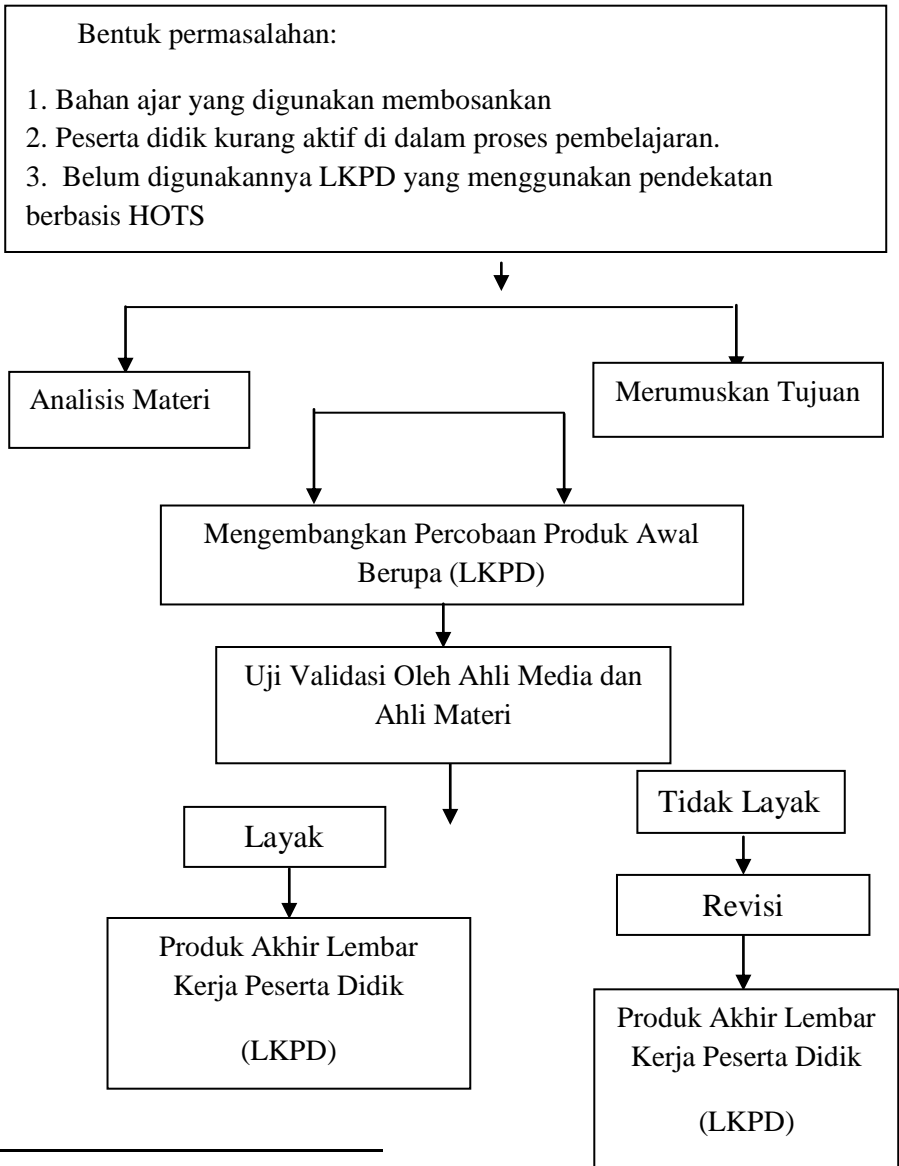 Bentuk permasalahan:
1. Bahan ajar yang digunakan membosankan
2. Peserta didik kurang aktif di dalam proses pembelajaran.
3. Belum digunakannya LKPD yang menggunakan pendekatan
berbasis HOTS
Analisis Materi
Merumuskan Tujuan
Mengembangkan Percobaan Produk Awal
Berupa (LKPD)
Uji Validasi Oleh Ahli Media dan
Ahli Materi
Layak
Tidak Layak
Revisi
Produk Akhir Lembar
Kerja Peserta Didik
(LKPD)
Produk Akhir Lembar
Kerja Peserta Didik
(LKPD)